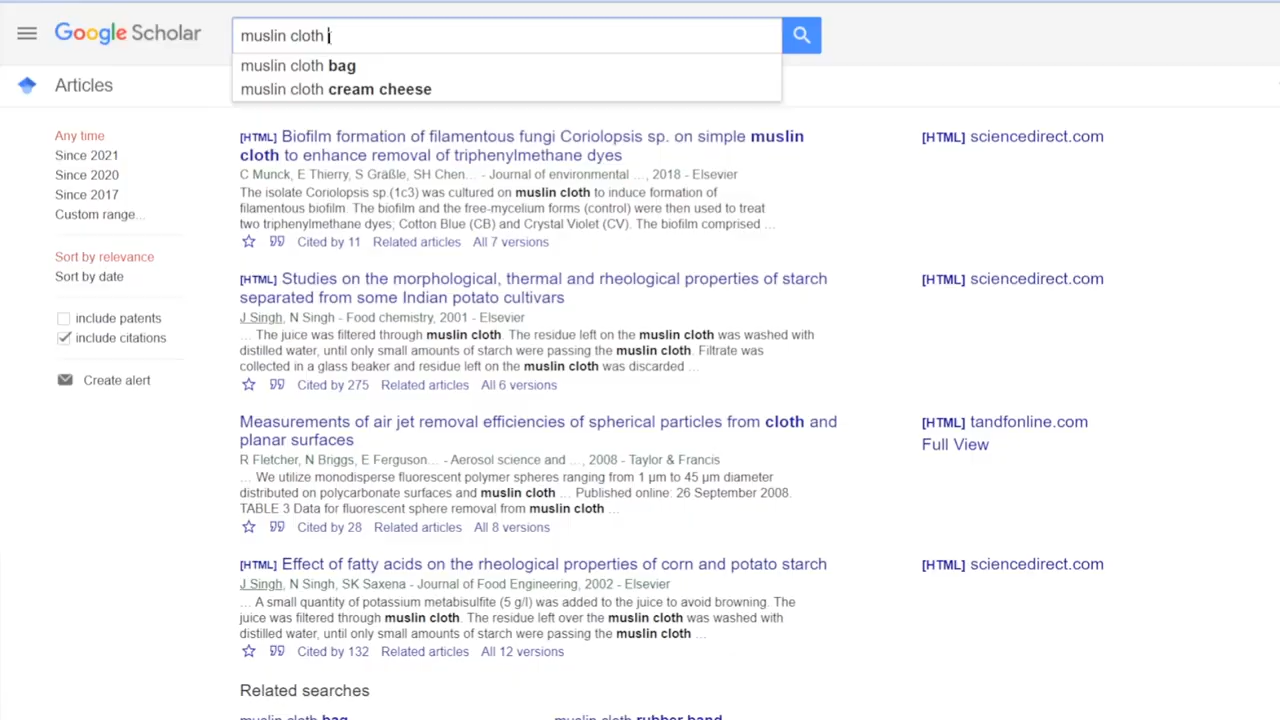 Google Scholar
muslin cloth
muslin cloth bag
muslin cloth cream cheese
Articles
Any time
Since 2021
Since 2020
Since 2017
Custom range...
Sort by relevance
Sort by date
include patents
include citations
Create alert
[HTML] Biofilm formation of filamentous fungi Coriolopsis sp. on simple muslin
cloth to enhance removal of triphenylmethane dyes
C Munck, E Thierry, S Gräßle, SH Chen... - Journal of environmental ..., 2018 - Elsevier
The isolate Coriolopsis sp.(1c3) was cultured on muslin cloth to induce formation of
filamentous biofilm. The biofilm and the free-mycelium forms (control) were then used to treat
two triphenylmethane dyes; Cotton Blue (CB) and Crystal Violet (CV). The biofilm comprised ...
Cited by 11 Related articles All 7 versions
[HTML] sciencedirect.com
[HTML] Studies on the morphological, thermal and rheological properties of starch
separated from some Indian potato cultivars
J Singh, N Singh - Food chemistry, 2001 - Elsevier
... The juice was filtered through muslin cloth. The residue left on the muslin cloth was washed with
distilled water, until only small amounts of starch were passing the muslin cloth. Filtrate was
collected in a glass beaker and residue left on the muslin cloth was discarded ...
Cited by 275 Related articles All 6 versions
[HTML] sciencedirect.com
Measurements of air jet removal efficiencies of spherical particles from cloth and
planar surfaces
R Fletcher, N Briggs, E Ferguson... - Aerosol science and ..., 2008 - Taylor & Francis
... We utilize monodisperse fluorescent polymer spheres ranging from 1 μm to 45 μm diameter
distributed on polycarbonate surfaces and muslin cloth ... Published online: 26 September 2008.
TABLE 3 Data for fluorescent sphere removal from muslin cloth ...
Cited by 28 Related articles All 8 versions
[HTML] tandfonline.com
Full View
[HTML] Effect of fatty acids on the rheological properties of corn and potato starch
J Singh, N Singh, SK Saxena - Journal of Food Engineering, 2002 - Elsevier
... A small quantity of potassium metabisulfite (5 g/l) was added to the juice to avoid browning. The
juice was filtered through muslin cloth. The residue left over the muslin cloth was washed with
distilled water, until only small amounts of starch were passing the muslin cloth ...
Cited by 132 Related articles All 12 versions
[HTML] sciencedirect.com
Related searches
muslin cloth bag
muslin cloth rubber band